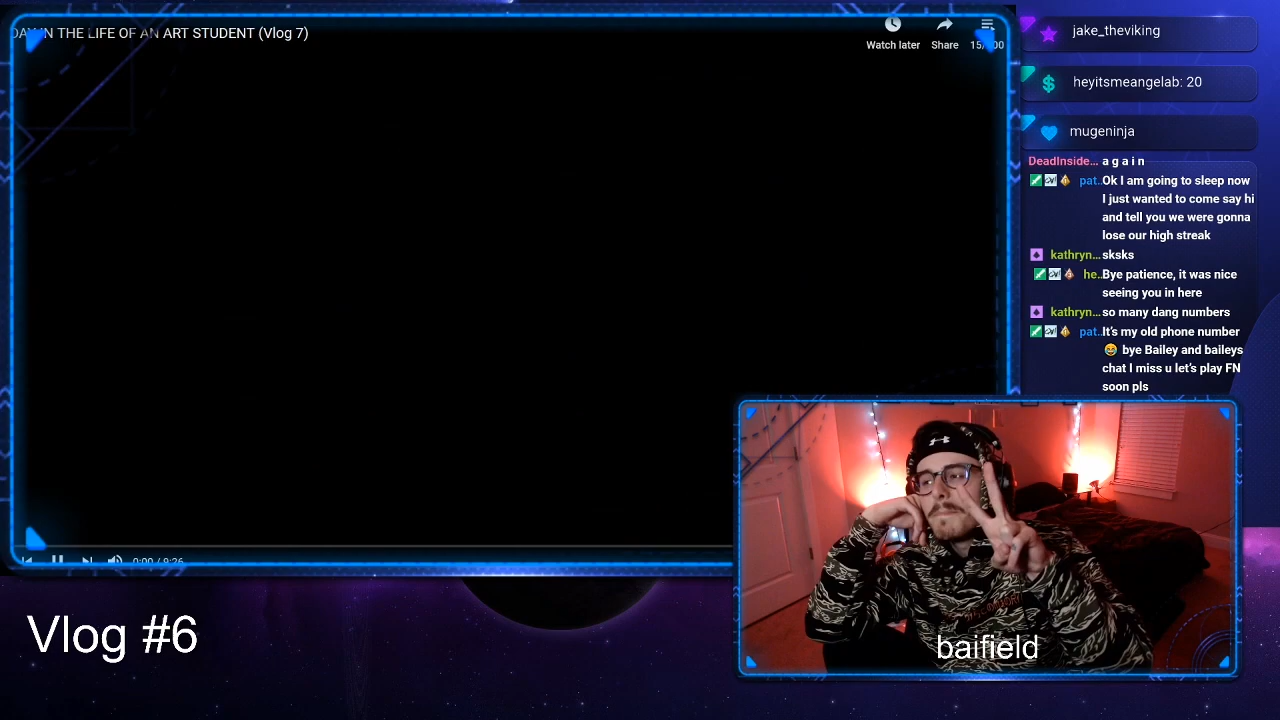 DAY IN THE LIFE OF AN ART STUDENT (Vlog 7)
Watch later
Share
0:00 / 9:26
jake_theviking
heyitsmeangelab: 20
mugeninja
DeadInside... a g a i n
pat.. Ok I am going to sleep now
I just wanted to come say hi
and tell you we were gonna
lose our high streak
kathryn... sksks
he.. Bye patience, it was nice
seeing you in here
kathryn... so many dang numbers
pat.. It's my old phone number
😂 bye Bailey and baileys
chat I miss u let's play FN
soon pls
Vlog #6
baifield